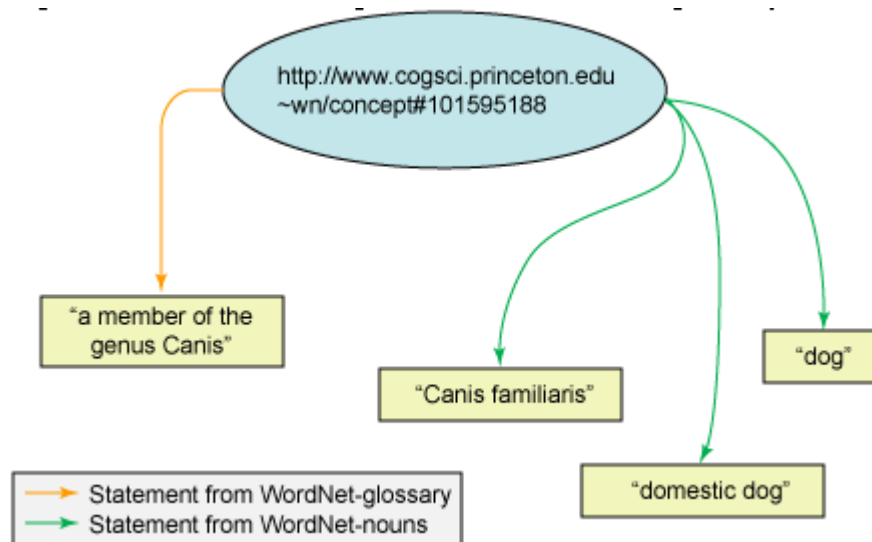 http://www.cogsci.princeton.edu
~wn/concept#101595188
“a member of the
genus Canis”
“dog”
“Canis familiaris”
“domestic dog”
Statement from WordNet-glossary
Statement from WordNet-nouns